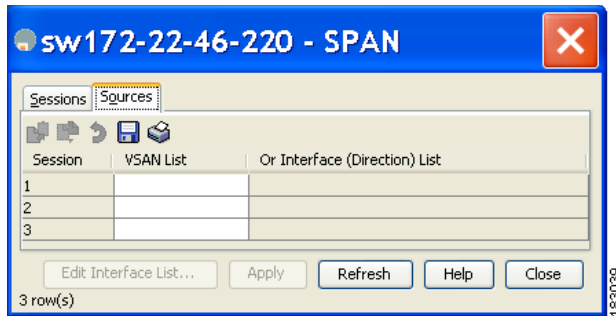 sw172-22-46-220 - SPAN
Sessions Sources
Session VSAN List Or Interface (Direction) List
1
2
3
Edit Interface List... Apply Refresh Help Close
3 row(s)
183039